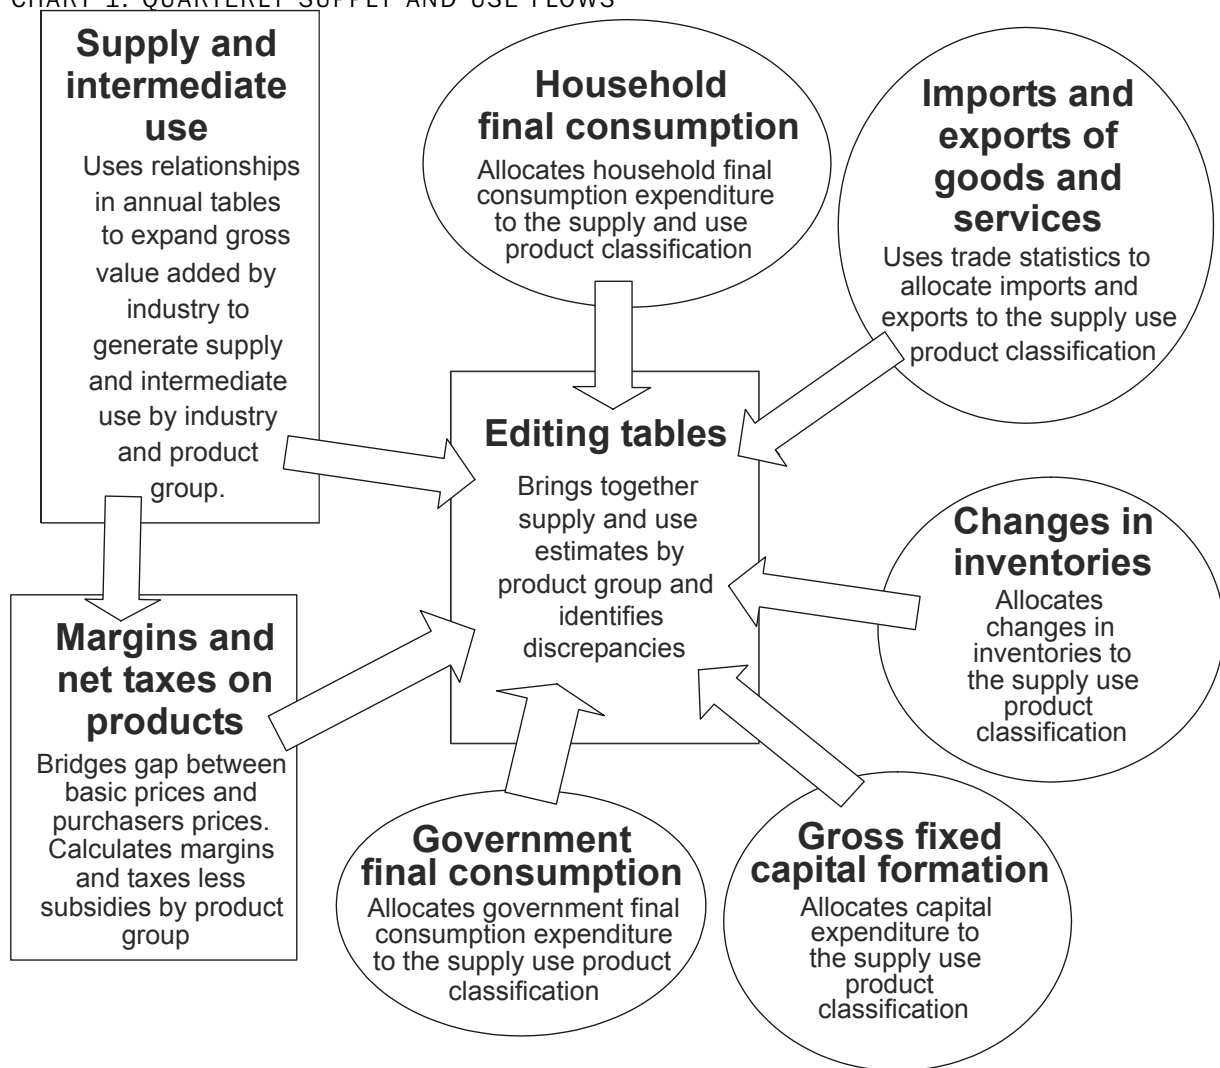 CHART 1. QUARTERLY SUPPLY AND USE FLOWS
Supply and
intermediate
use
Uses relationships
in annual tables
to expand gross
value added by
industry to
generate supply
and intermediate
use by industry
and product
group.
Household
final consumption
Allocates household final
consumption expenditure
to the supply and use
product classification
Imports and
exports of
goods and
services
Uses trade statistics to
allocate imports and
exports to the supply use
product classification
Editing tables
Brings together
supply and use
estimates by
product group and
identifies
discrepancies
Changes in
inventories
Allocates
changes in
inventories to
the supply use
product
classification
Margins and
net taxes on
products
Bridges gap between
basic prices and
purchasers prices.
Calculates margins
and taxes less
subsidies by product
group
Government
final consumption
Allocates government final
consumption expenditure
to the supply use product
classification
Gross fixed
capital formation
Allocates capital
expenditure to
the supply use
product
classification